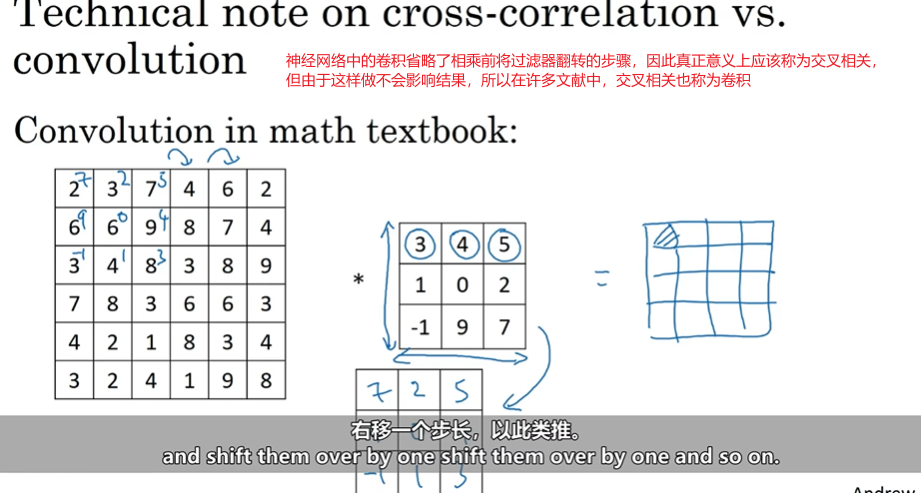 Technical note on cross-correlation vs.
convolution
神经网络中的卷积省略了相乘前将过滤器翻转的步骤，因此真正意义上应该称为交叉相关，
但由于这样做不会影响结果，所以在许多文献中，交叉相关也称为卷积
Convolution in math textbook:
2 7 3 2 7 5 4 6 2
6 9 6 0 9 4 8 7 4
3 -1 4 1 8 3 3 8 9
7 8 3 6 6 3
4 2 1 8 3 4
3 2 4 1 9 8
*
3 4 5
1 0 2
-1 9 7
=
7 2 5
右移一个步长，以此类推。
and shift them over by one shift them over by one and so on.
-1 1 3
Andrew